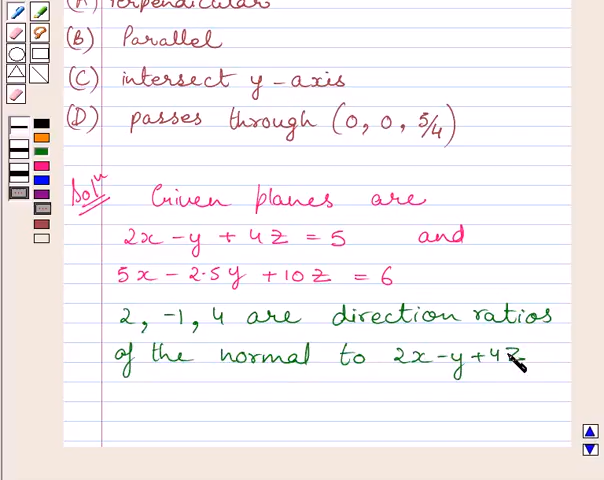 (A) Perpendicular
(B) Parallel
(C) intersect y-axis
(D) passes through (0, 0, 5/4)
Solⁿ Given planes are
2x - y + 4z = 5 and
5x - 2.5y + 10z = 6
2, -1, 4 are direction ratios
of the normal to 2x - y + 4z